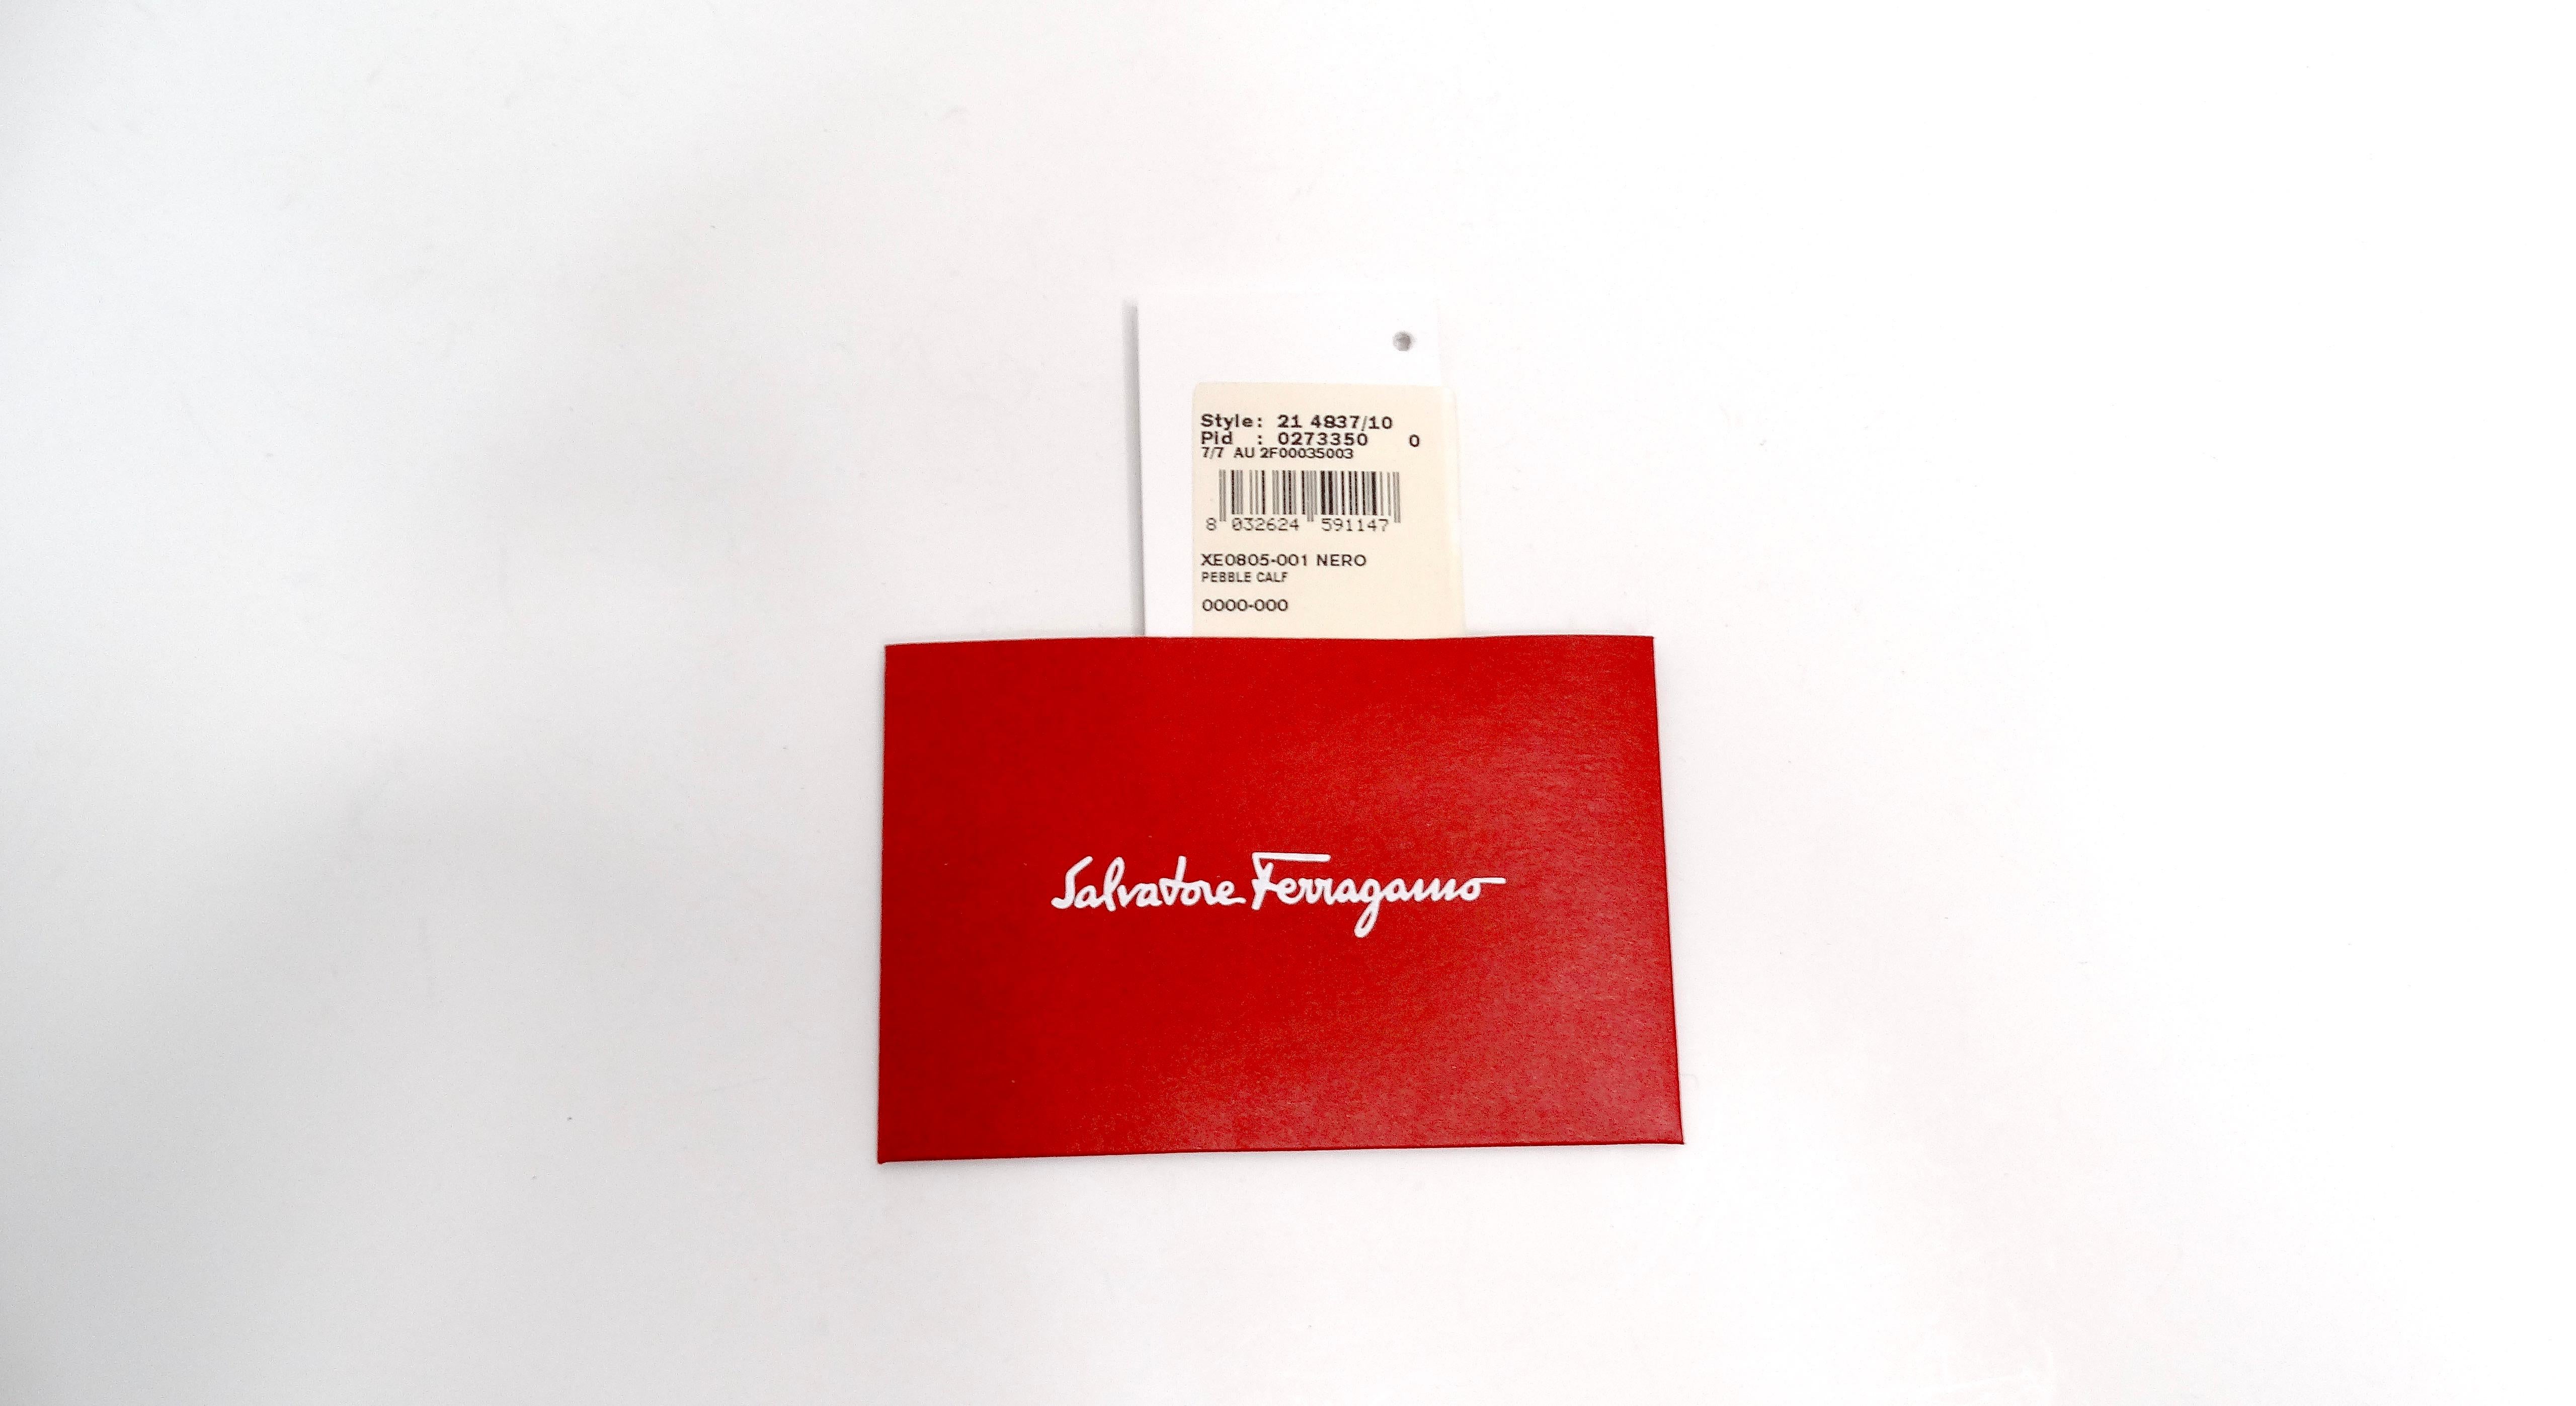 Style: 21 4837/10
Pid : 0273350 0
7/7 AU 2F00035003
8 032624 591147
XE0805-001 NERO
PEBBLE CALF
0000-000
Salvatore Ferragamo